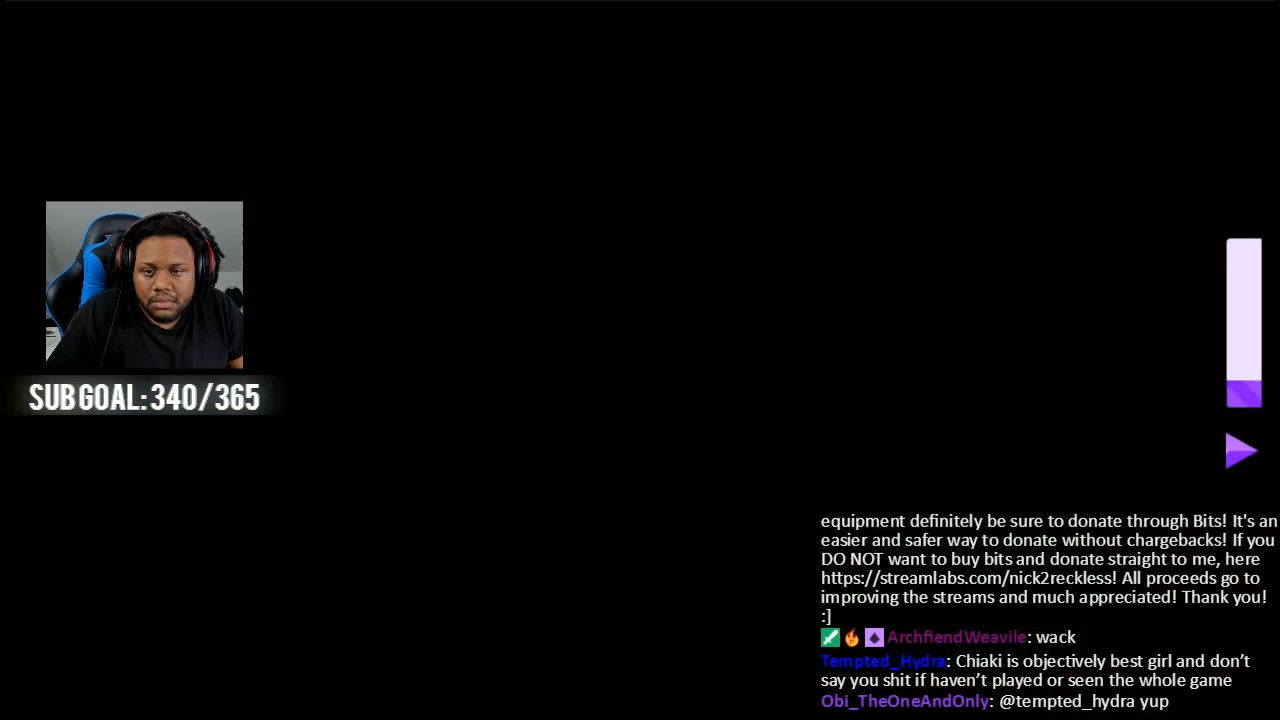 SUB GOAL: 340/365
equipment definitely be sure to donate through Bits! It's an
easier and safer way to donate without chargebacks! If you
DO NOT want to buy bits and donate straight to me, here
https://streamlabs.com/nick2reckless! All proceeds go to
improving the streams and much appreciated! Thank you!
:]
ArchfiendWeavile: wack
Tempted_Hydra: Chiaki is objectively best girl and don’t
say you shit if haven’t played or seen the whole game
Obi_TheOneAndOnly: @tempted_hydra yup